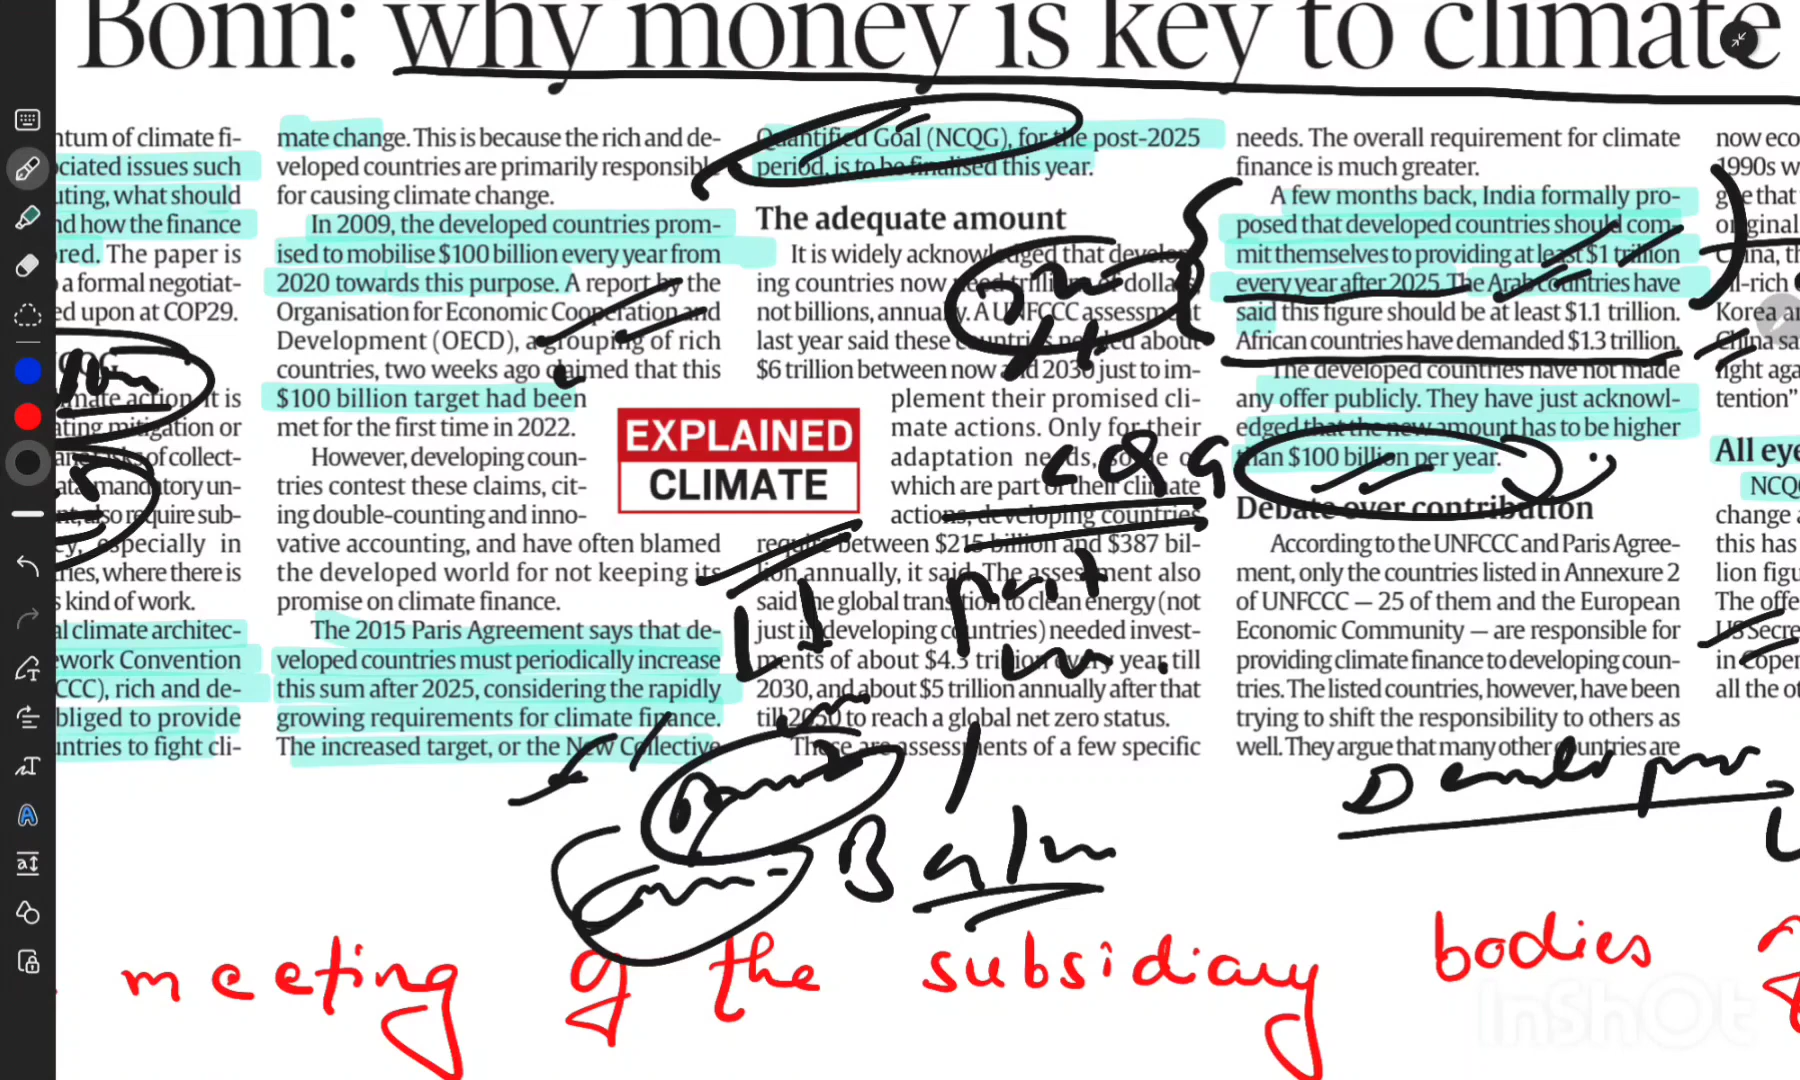 Bonn: why money is key to climate
ntum of climate fi-
ciated issues such
uting, what should
nd how the finance
red. The paper is
a formal negotiat-
ed upon at COP29.
mate action. It is
ating mitigation or
of collect-
mandatory un-
also require sub-
especially in
ries, where there is
s kind of work.
al climate architec-
ework Convention
CCC), rich and de-
bliged to provide
untries to fight cli-
mate change. This is because the rich and de-
veloped countries are primarily responsible
for causing climate change.
In 2009, the developed countries prom-
ised to mobilise $100 billion every year from
2020 towards this purpose. A report by the
Organisation for Economic Cooperation and
Development (OECD), a grouping of rich
countries, two weeks ago claimed that this
$100 billion target had been
met for the first time in 2022.
However, developing coun-
tries contest these claims, cit-
ing double-counting and inno-
vative accounting, and have often blamed
the developed world for not keeping its
promise on climate finance.
The 2015 Paris Agreement says that de-
veloped countries must periodically increase
this sum after 2025, considering the rapidly
growing requirements for climate finance.
The increased target, or the New Collective
EXPLAINED
CLIMATE
Quantified Goal (NCQG), for the post-2025
period, is to be finalised this year.
The adequate amount
It is widely acknowledged that develop-
ing countries now need trillions of dollars,
not billions, annually. A UNFCCC assessment
last year said these countries needed about
$6 trillion between now and 2030 just to im-
plement their promised cli-
mate actions. Only for their
adaptation needs, some of
which are part of their climate
actions, developing countries
require between $215 billion and $387 bil-
lion annually, it said. The assessment also
said the global transition to clean energy (not
just in developing countries) needed invest-
ments of about $4.3 trillion every year till
2030, and about $5 trillion annually after that
till 2050 to reach a global net zero status.
These are assessments of a few specific
needs. The overall requirement for climate
finance is much greater.
A few months back, India formally pro-
posed that developed countries should com-
mit themselves to providing at least $1 trillion
every year after 2025. The Arab countries have
said this figure should be at least $1.1 trillion.
African countries have demanded $1.3 trillion.
The developed countries have not made
any offer publicly. They have just acknowl-
edged that the new amount has to be higher
than $100 billion per year.
Debate over contribution
According to the UNFCCC and Paris Agree-
ment, only the countries listed in Annexure 2
of UNFCCC — 25 of them and the European
Economic Community — are responsible for
providing climate finance to developing coun-
tries. The listed countries, however, have been
trying to shift the responsibility to others as
well. They argue that many other countries are
now eco
1990s w
gue that
original
China, th
oil-rich
Korea an
China sa
right aga
tention"
All eye
NCQG
change a
this has
lion figu
The offe
US Secre
in Copen
all the ot
meeting of the subsidiary bodies
InShOt